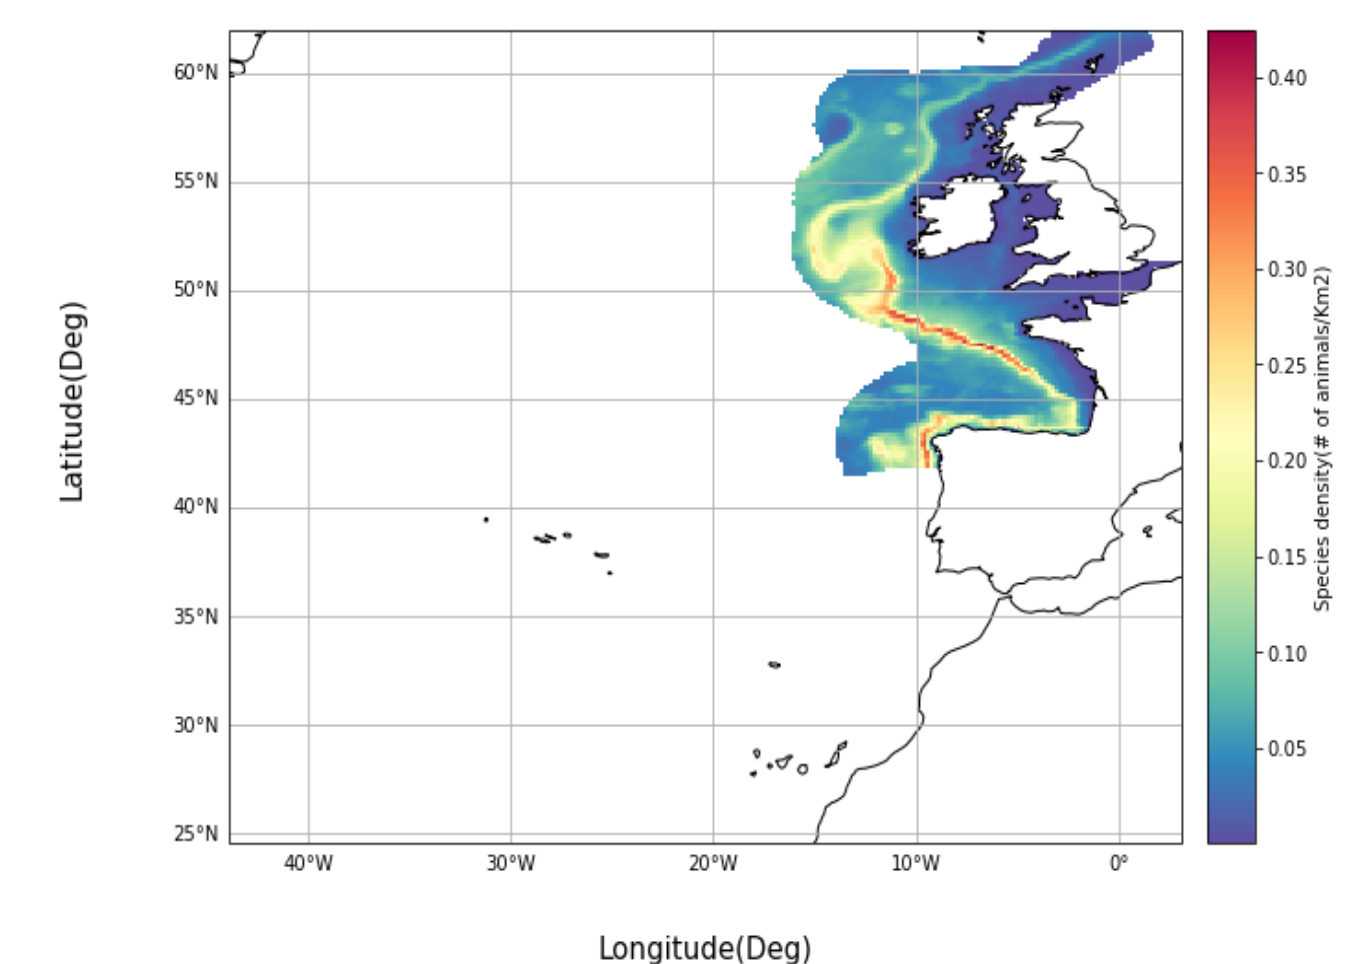 60°N
55°N
50°N
45°N
40°N
35°N
30°N
25°N
40°W
30°W
20°W
10°W
0°
Latitude(Deg)
Longitude(Deg)
0.40
0.35
0.30
0.25
0.20
0.15
0.10
0.05
Species density(# of animals/Km2)